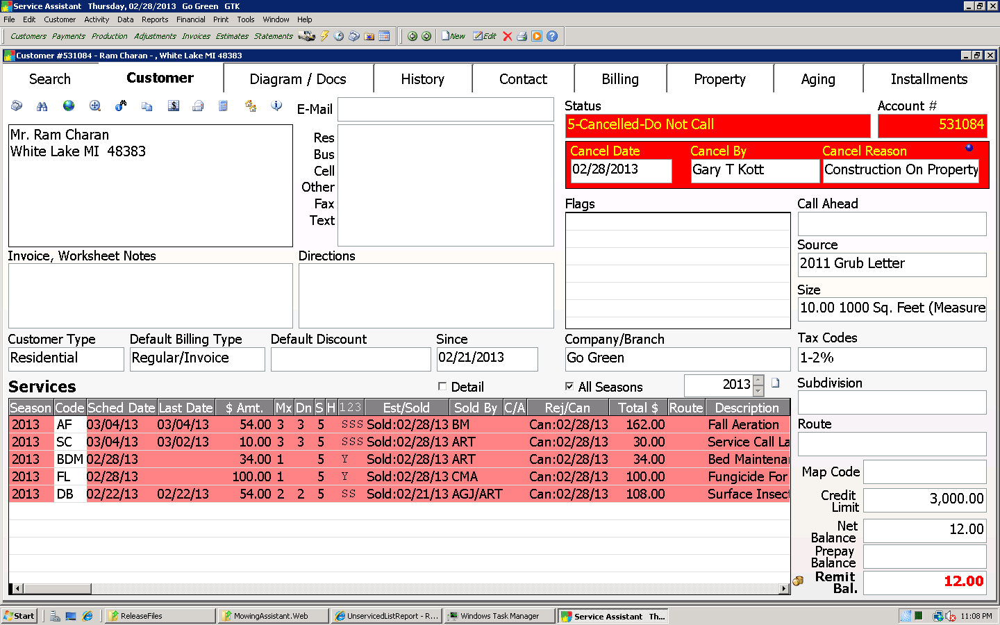 Service Assistant   Thursday, 02/28/2013   Go Green   GTK
File Edit Customer Activity Data Reports Financial Print Tools Window Help
Customers Payments Production Adjustments Invoices Estimates Statements New Edit
Customer #531084 - Ram Charan - , White Lake MI 48383
Search Customer Diagram / Docs History Contact Billing Property Aging Installments
E-Mail
Status Account #
5-Cancelled-Do Not Call 531084
Mr. Ram Charan
White Lake MI  48383
Res
Bus
Cell
Other
Fax
Text
Cancel Date Cancel By Cancel Reason
02/28/2013 Gary T Kott Construction On Property
Flags
Call Ahead
Source
2011 Grub Letter
Size
10.00 1000 Sq. Feet (Measure
Invoice, Worksheet Notes Directions
Customer Type Default Billing Type Default Discount Since Company/Branch Tax Codes
Residential Regular/Invoice 02/21/2013 Go Green 1-2%
Services Detail All Seasons 2013
Subdivision
Route
Season Code Sched Date Last Date $ Amt. Mx Dn S H 123 Est/Sold Sold By C/A Rej/Can Total $ Route Description
2013 AF 03/04/13 03/04/13 54.00 3 3 5 SSS Sold:02/28/13 BM Can:02/28/13 162.00 Fall Aeration
2013 SC 03/04/13 03/02/13 10.00 3 3 5 SSS Sold:02/28/13 ART Can:02/28/13 30.00 Service Call La
2013 BDM 02/28/13 34.00 1 5 Y Sold:02/28/13 ART Can:02/28/13 34.00 Bed Maintenan
2013 FL 02/28/13 100.00 1 5 Y Sold:02/28/13 CMA Can:02/28/13 100.00 Fungicide For
2013 DB 02/22/13 02/22/13 54.00 2 2 5 SS Sold:02/21/13 AGJ/ART Can:02/28/13 108.00 Surface Insect
Map Code
Credit Limit 3,000.00
Net Balance 12.00
Prepay Balance
Remit Bal. 12.00
Start ReleaseFiles MowingAssistant.Web UnservicedListReport - R... Windows Task Manager Service Assistant   Th... 11:08 PM